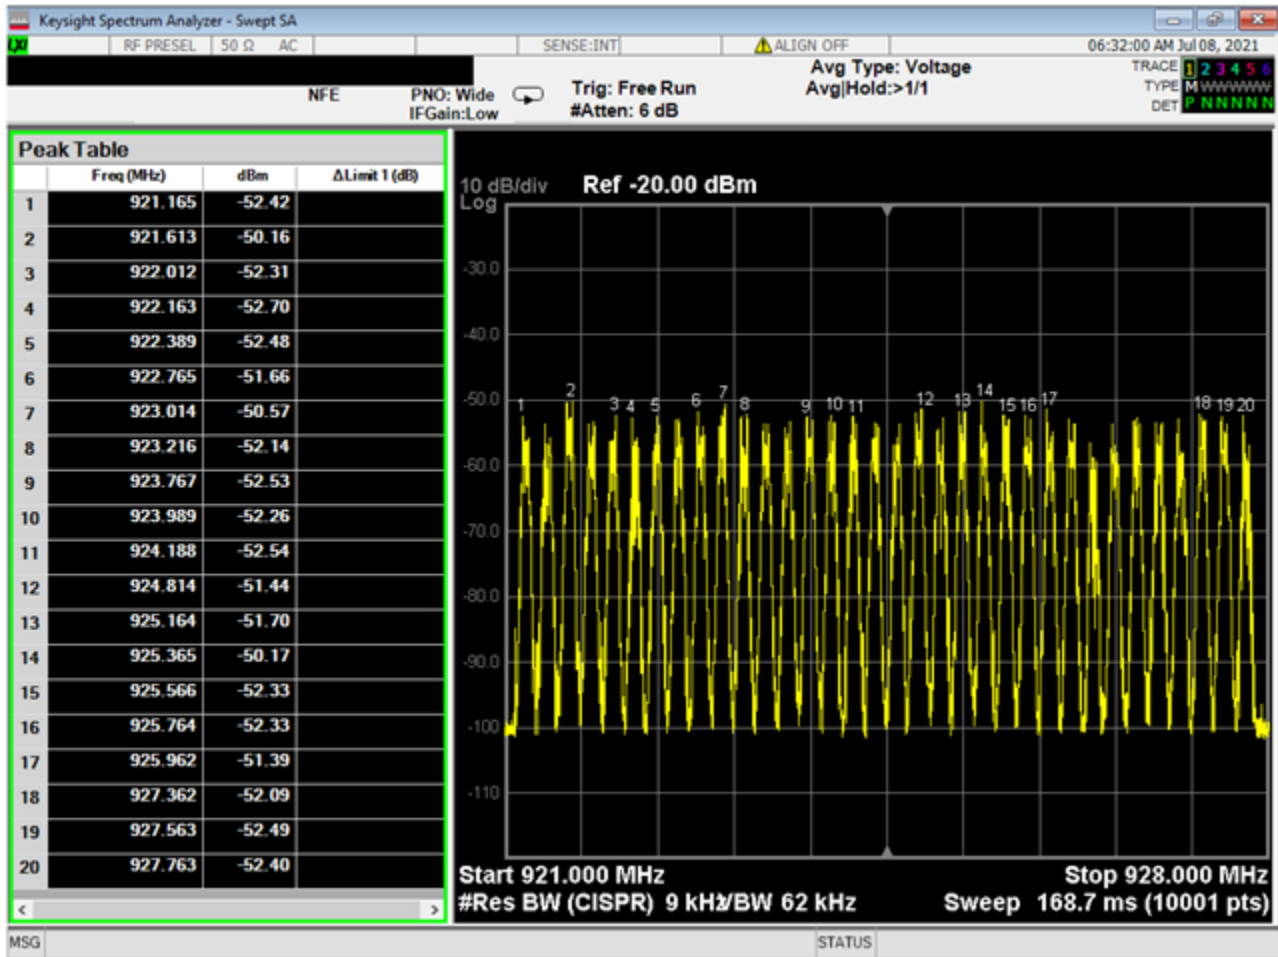 Keysight Spectrum Analyzer - Swept SA
LXI RF PRESEL 50 Ω AC SENSE:INT ALIGN OFF 06:32:00 AM Jul 08, 2021
NFE PNO: Wide Trig: Free Run Avg Type: Voltage TRACE 1 2 3 4 5 6
IFGain:Low #Atten: 6 dB Avg|Hold:>1/1 TYPE M WWWWW
DET P N N N N N
Peak Table
Freq (MHz) dBm ΔLimit 1 (dB)
1 921.165 -52.42
2 921.613 -50.16
3 922.012 -52.31
4 922.163 -52.70
5 922.389 -52.48
6 922.765 -51.66
7 923.014 -50.57
8 923.216 -52.14
9 923.767 -52.53
10 923.989 -52.26
11 924.188 -52.54
12 924.814 -51.44
13 925.164 -51.70
14 925.365 -50.17
15 925.566 -52.33
16 925.764 -52.33
17 925.962 -51.39
18 927.362 -52.09
19 927.563 -52.49
20 927.763 -52.40
10 dB/div Ref -20.00 dBm
Log
-30.0
-40.0
-50.0
1 2 3 4 5 6 7 8 9 10 11 12 13 14 15 16 17 18 19 20
-60.0
-70.0
-80.0
-90.0
-100
-110
Start 921.000 MHz Stop 928.000 MHz
#Res BW (CISPR) 9 kHz VBW 62 kHz Sweep 168.7 ms (10001 pts)
MSG STATUS